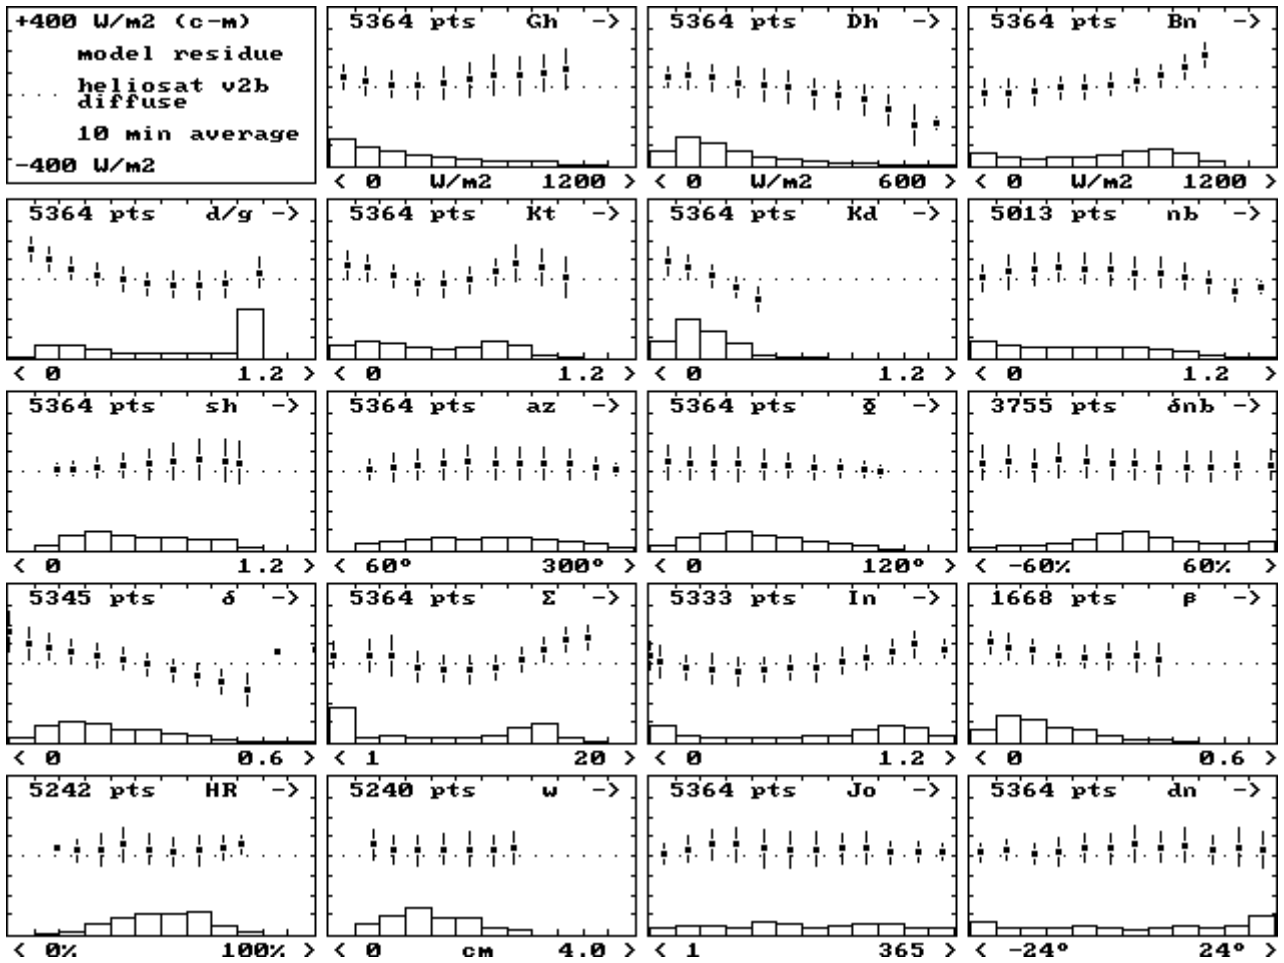 +400 W/m2 (c-m)
model residue
. . . heliosat v2b
diffuse
10 min average
-400 W/m2
5364 pts Gh ->
< 0 W/m2 1200 >
5364 pts Dh ->
< 0 W/m2 600 >
5364 pts Bn ->
< 0 W/m2 1200 >
5364 pts d/g ->
< 0 1.2 >
5364 pts Kt ->
< 0 1.2 >
5364 pts Kd ->
< 0 1.2 >
5013 pts nb ->
< 0 1.2 >
5364 pts sh ->
< 0 1.2 >
5364 pts az ->
< 60° 300° >
5364 pts Φ ->
< 0 120° >
3755 pts δnb ->
< -60% 60% >
5345 pts δ ->
< 0 0.6 >
5364 pts Σ ->
< 1 20 >
5333 pts In ->
< 0 1.2 >
1668 pts β ->
< 0 0.6 >
5242 pts HR ->
< 0% 100% >
5240 pts w ->
< 0 cm 4.0 >
5364 pts Jo ->
< 1 365 >
5364 pts dn ->
< -24° 24° >